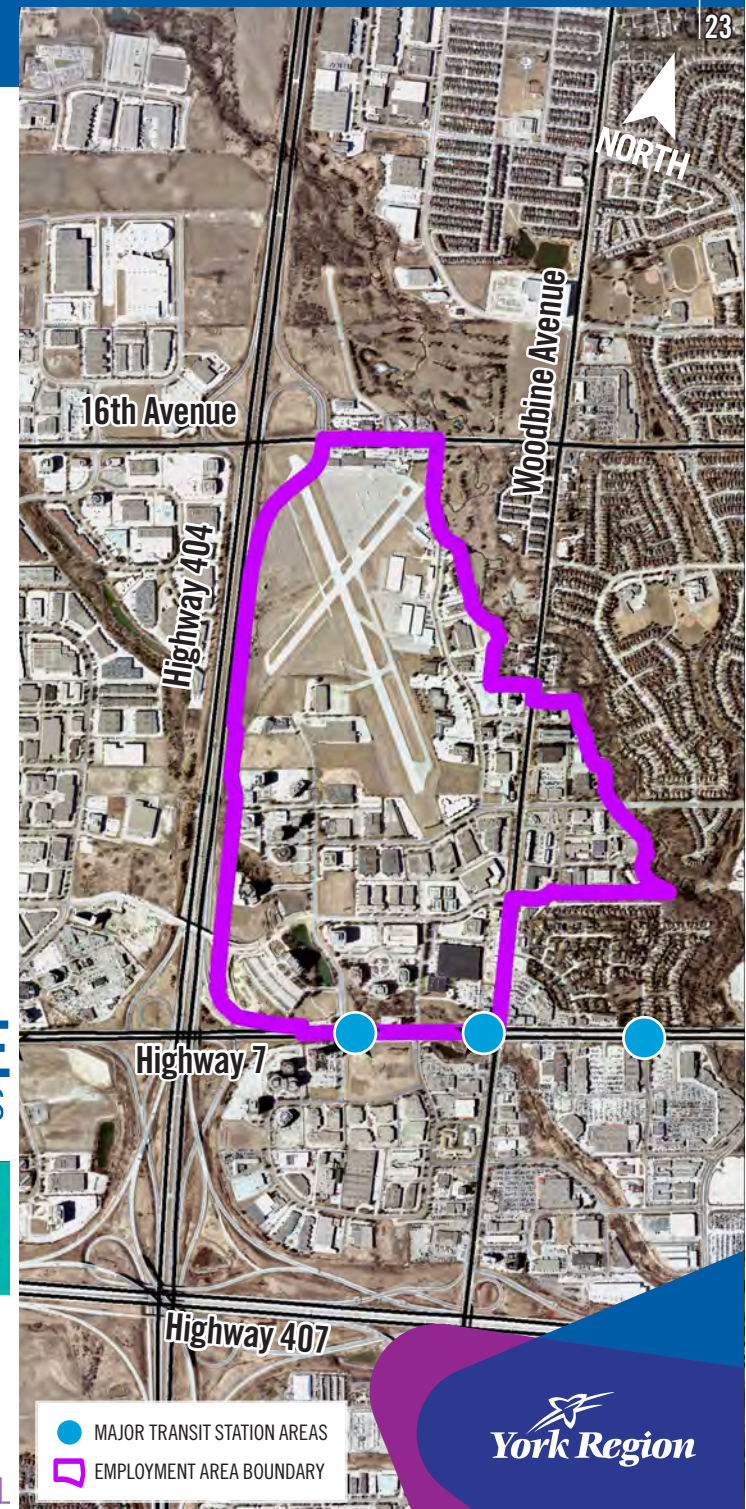 23
NORTH
Woodbine Avenue
16th Avenue
Highway 404
Highway 7
Highway 407
MAJOR TRANSIT STATION AREAS
EMPLOYMENT AREA BOUNDARY
York Region